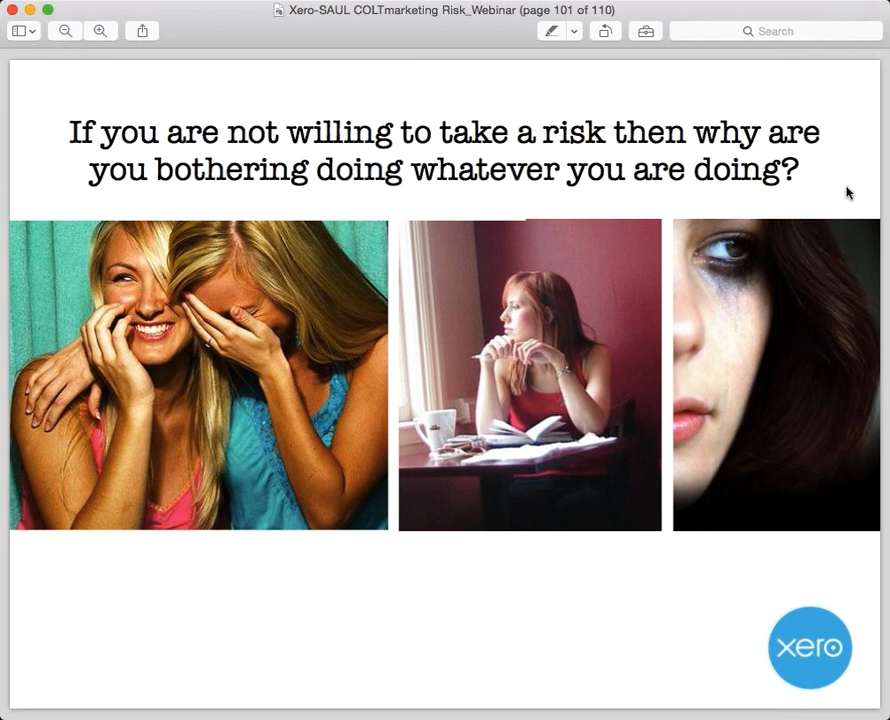 Xero-SAUL COLTmarketing Risk_Webinar (page 101 of 110)
Search
If you are not willing to take a risk then why are
you bothering doing whatever you are doing?
xero